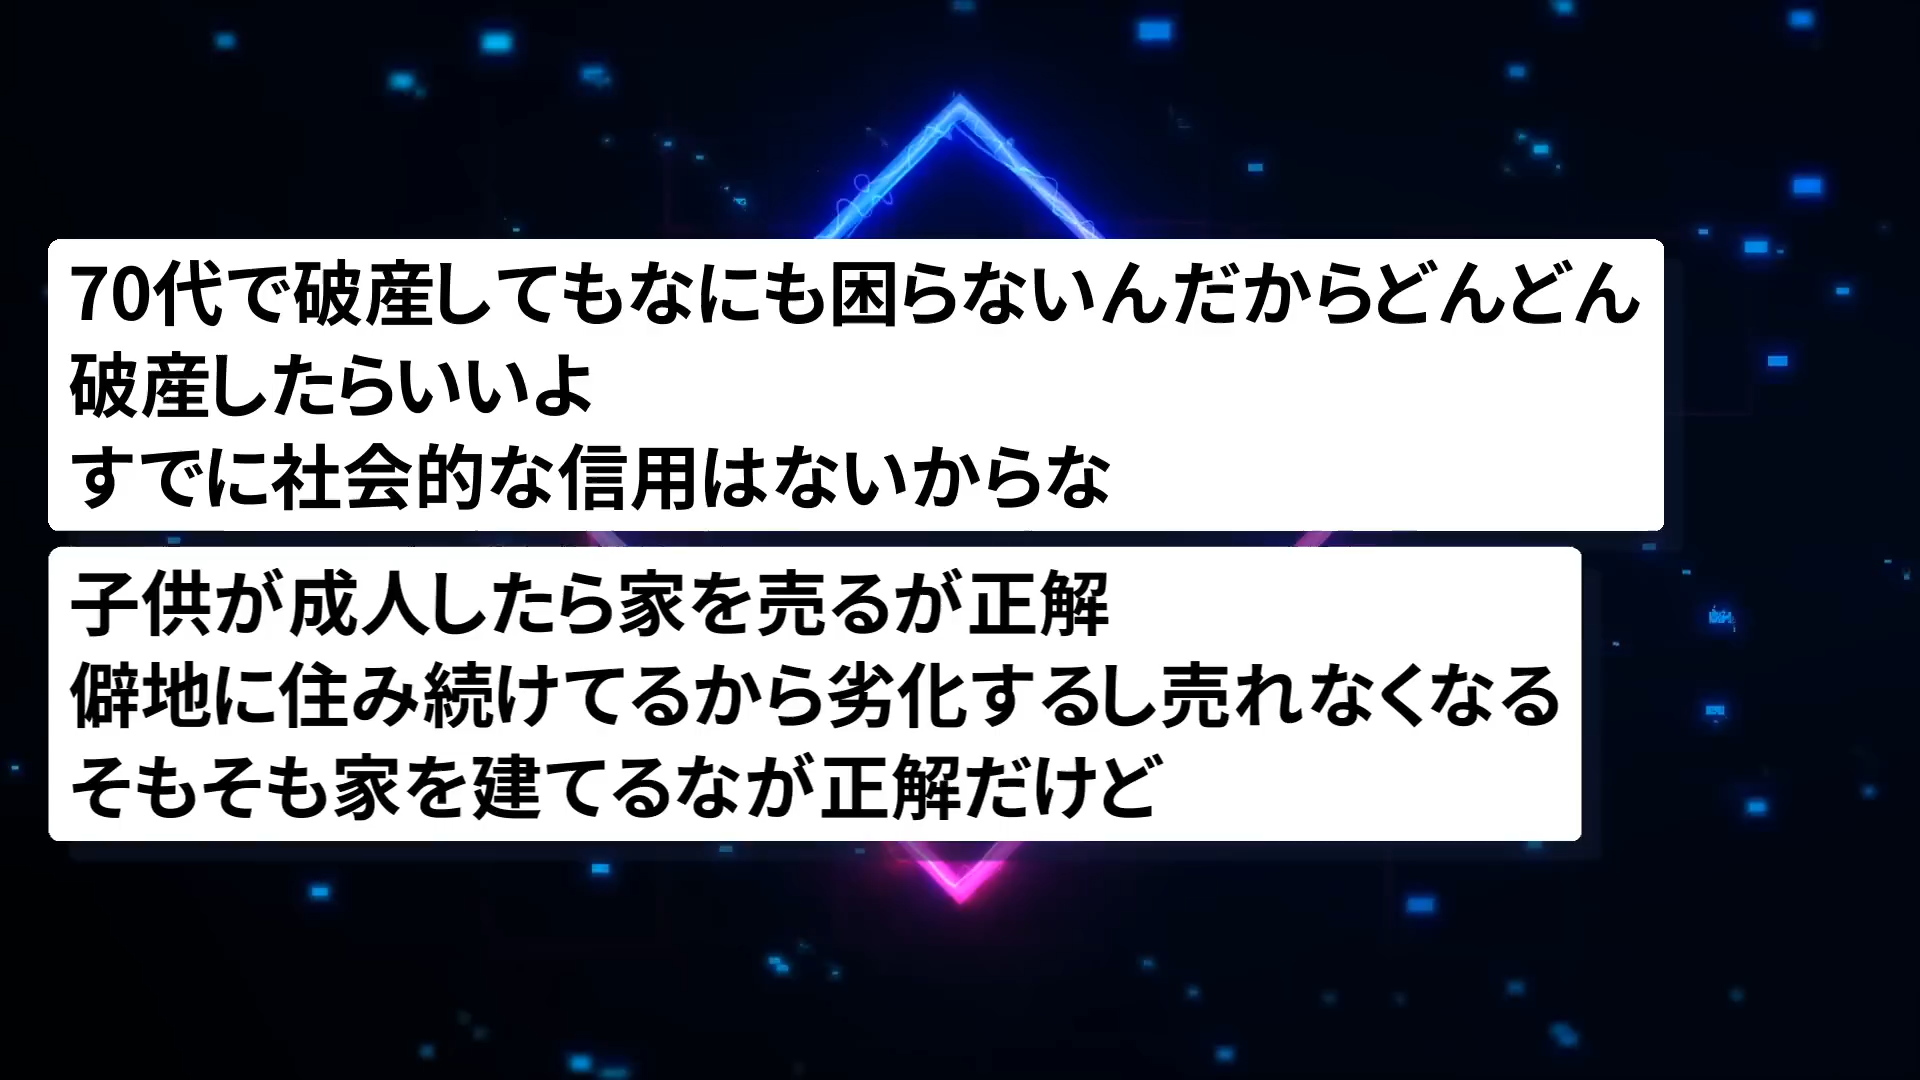 70代で破産してもなにも困らないんだからどんどん
破産したらいいよ
すでに社会的な信用はないからな
子供が成人したら家を売るが正解
僻地に住み続けてるから劣化するし売れなくなる
そもそも家を建てるなが正解だけど